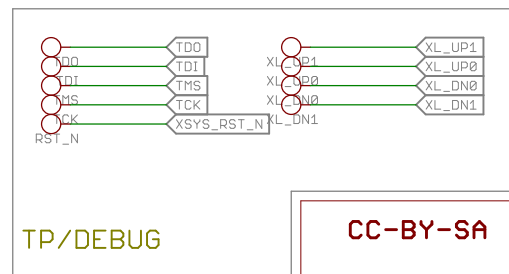 TDO
TDO
TDI
TDI
TMS
TMS
TCK
TCK
XSYS_RST_N
RST_N
XL_UP1
XL_UP1
XL_UP0
XL_UP0
XL_DN0
XL_DN0
XL_DN1
XL_DN1
TP/DEBUG
CC-BY-SA